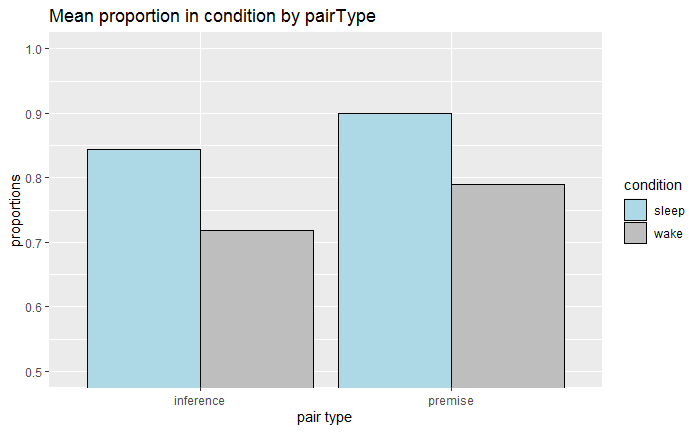 Mean proportion in condition by pairType
1.0
0.9
0.8
0.7
0.6
0.5
proportions
inference
premise
pair type
condition
sleep
wake